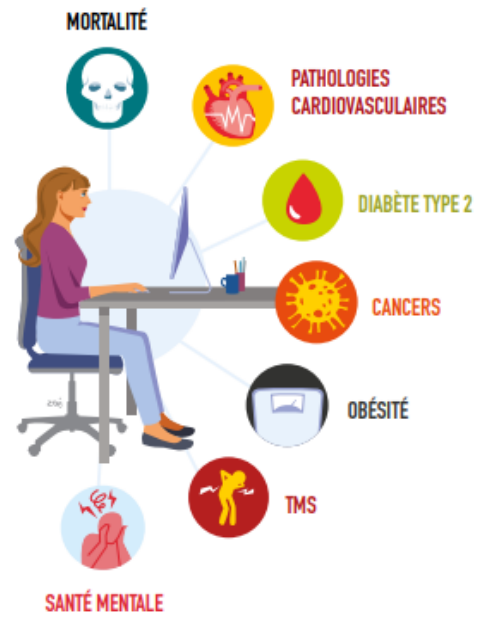 MORTALITÉ
PATHOLOGIES
CARDIOVASCULAIRES
DIABÈTE TYPE 2
CANCERS
OBÉSITÉ
TMS
SANTÉ MENTALE